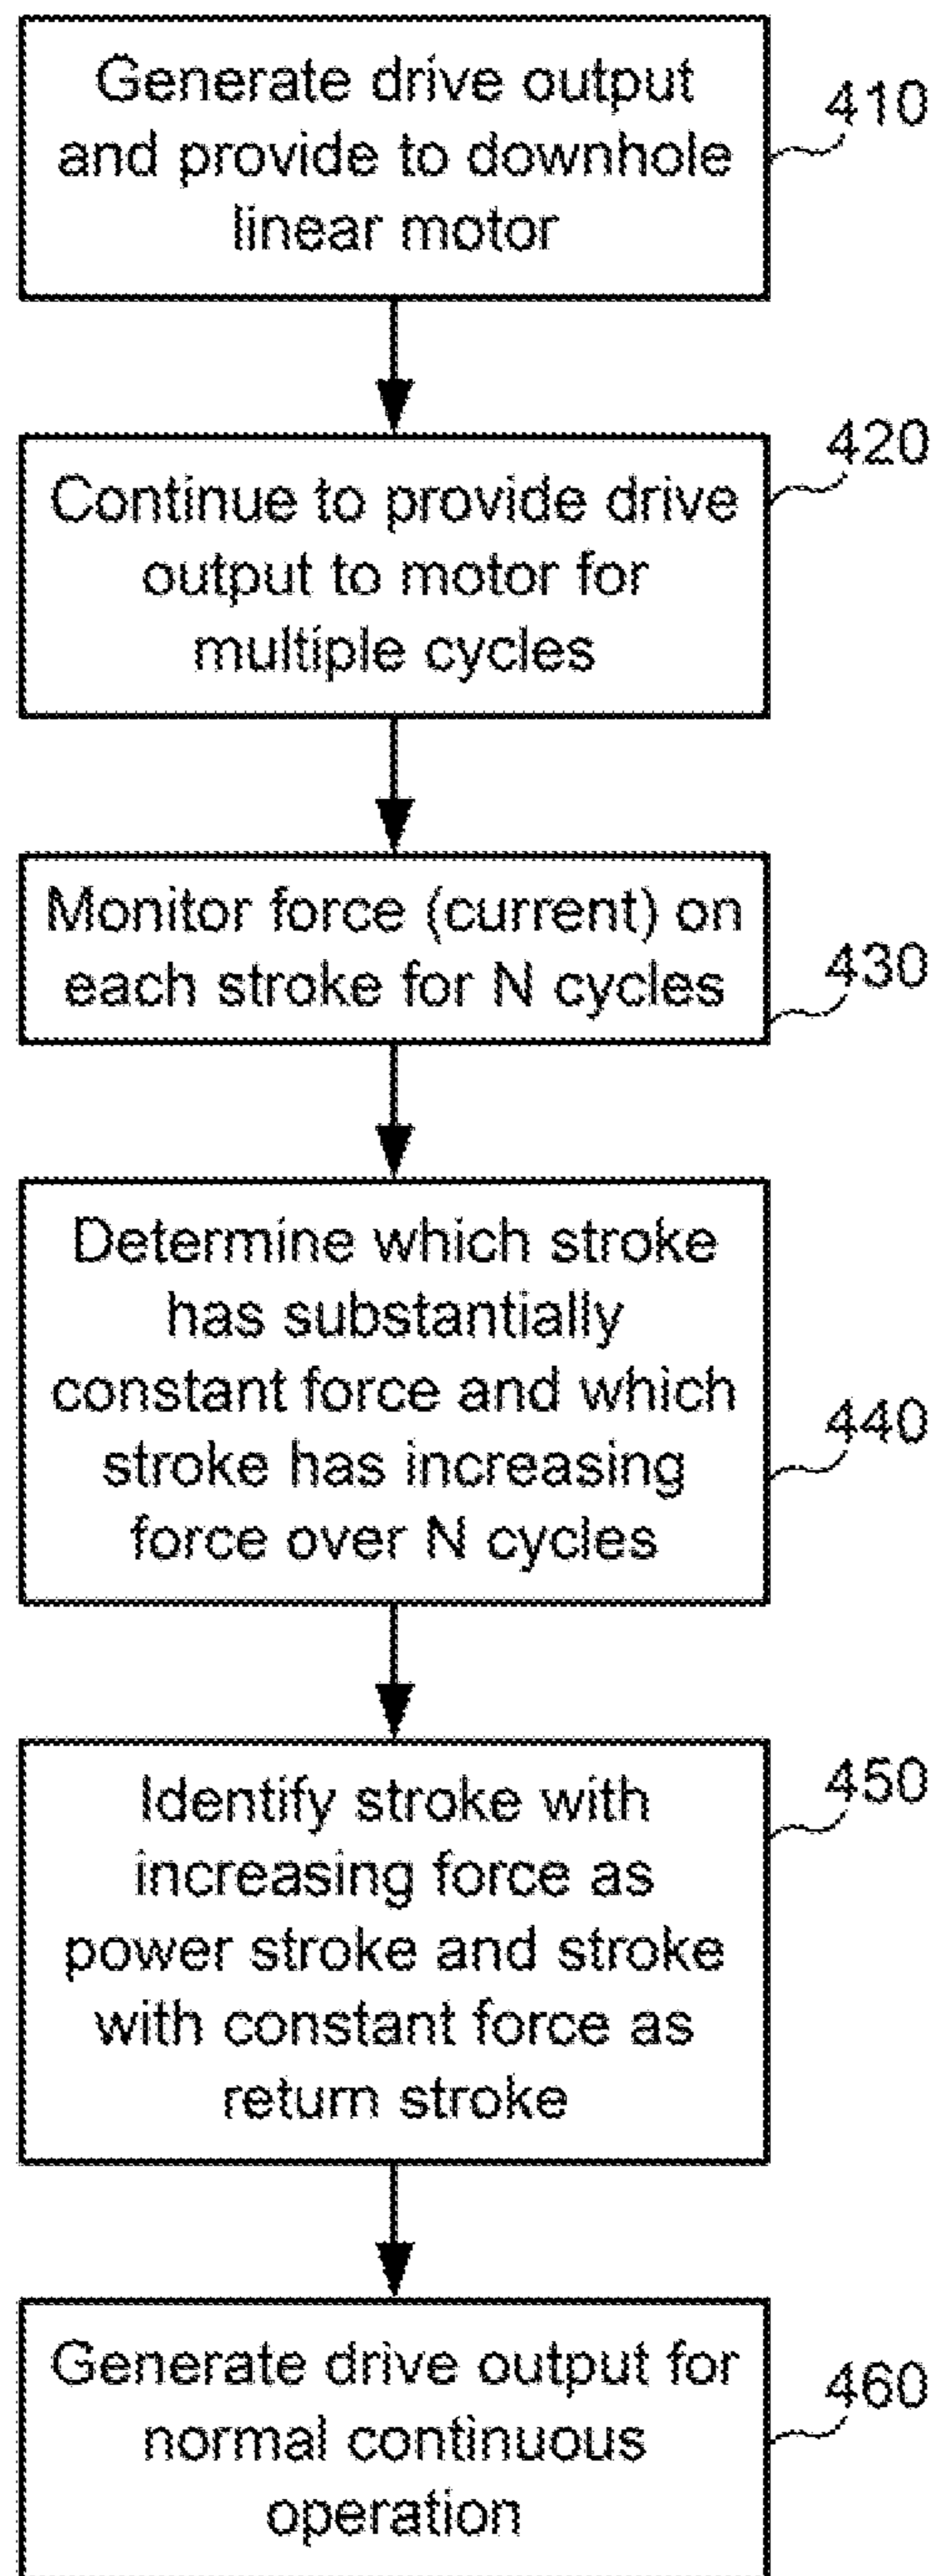 Generate drive output
and provide to downhole
linear motor
410
Continue to provide drive
output to motor for
multiple cycles
420
Monitor force (current) on
each stroke for N cycles
430
Determine which stroke
has substantially
constant force and which
stroke has increasing
force over N cycles
440
Identify stroke with
increasing force as
power stroke and stroke
with constant force as
return stroke
450
Generate drive output for
normal continuous
operation
460